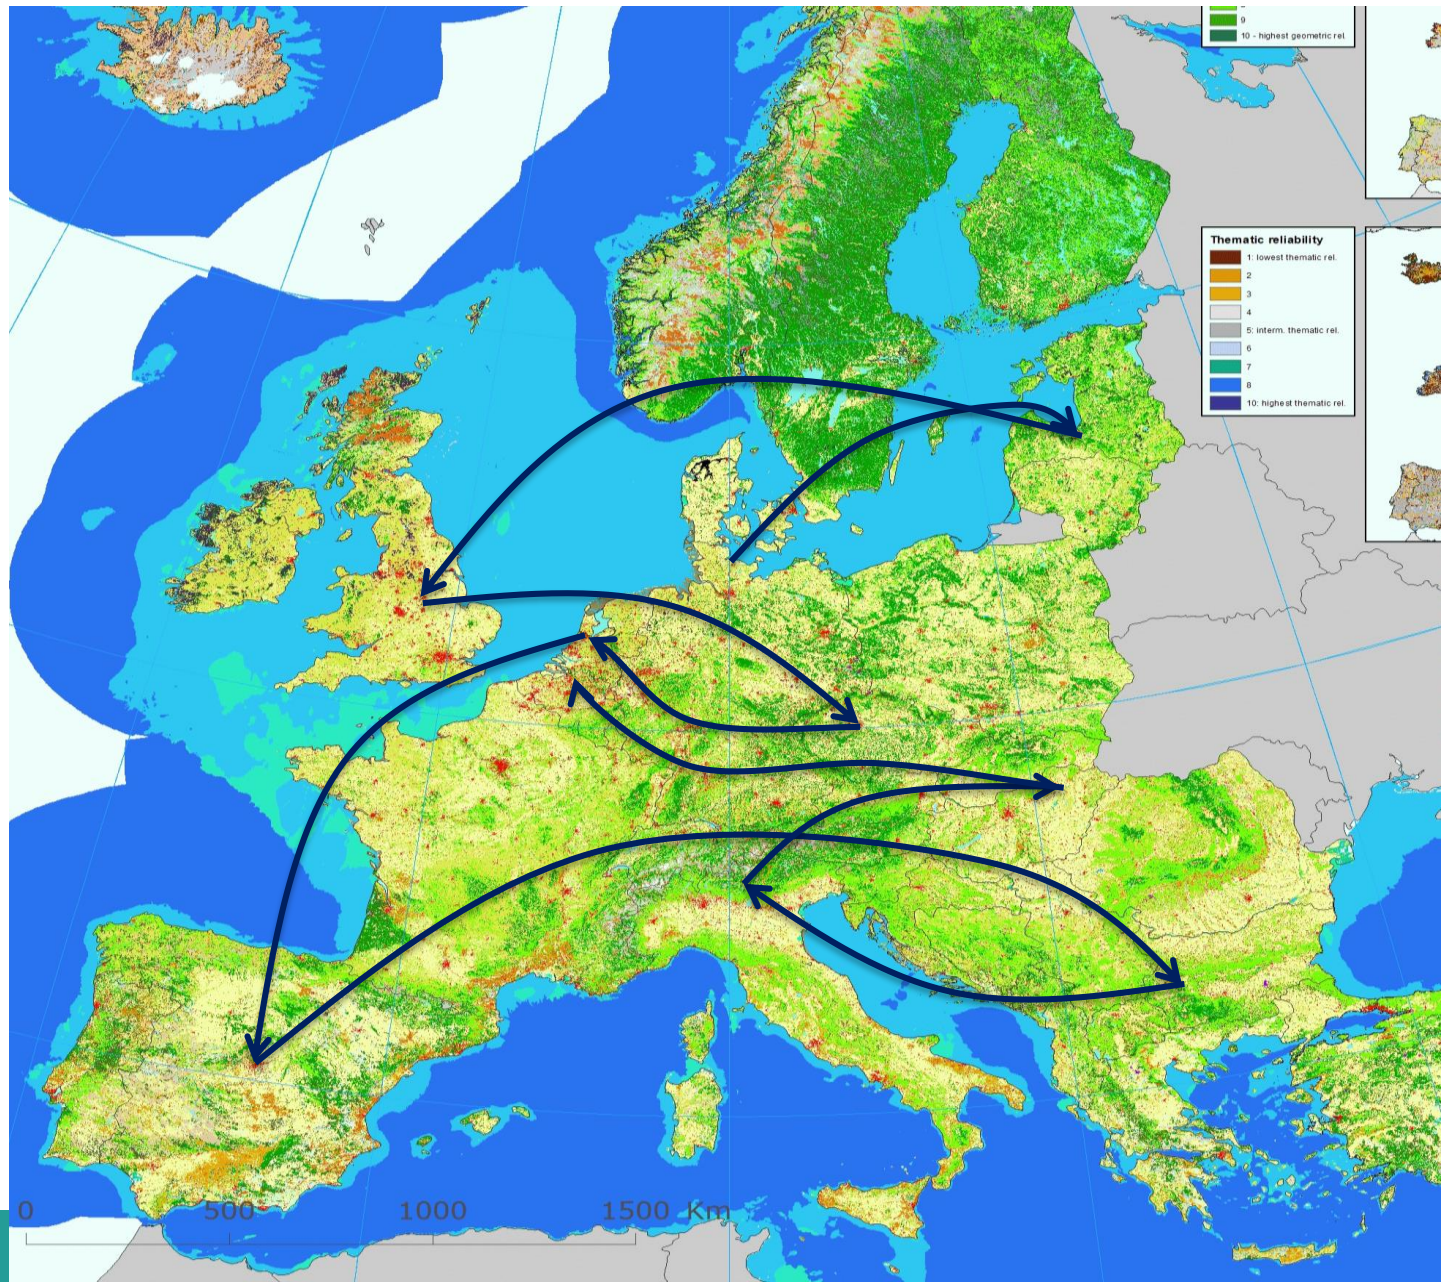 9
10 - highest geometric rel.
Thematic reliability
1: lowest thematic rel.
2
3
4
5: interm. thematic rel.
6
7
8
10: highest thematic rel.
0 500 1000 1500 Km